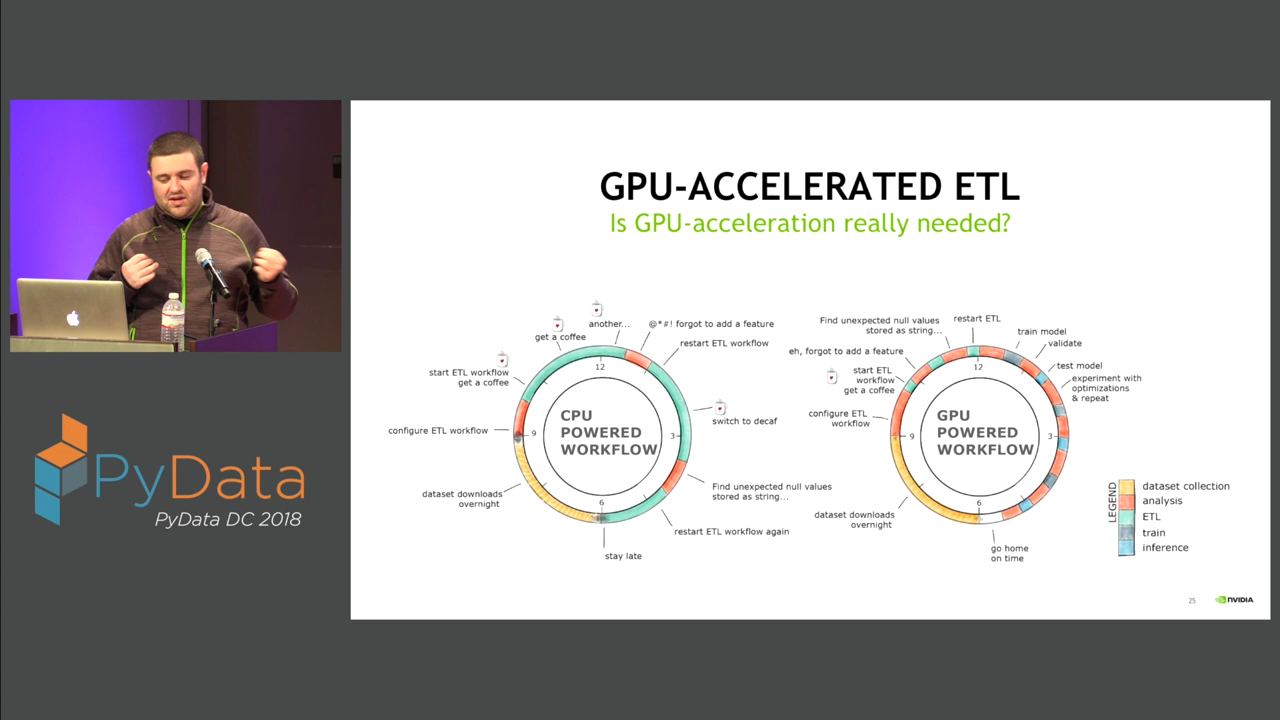 GPU-ACCELERATED ETL
Is GPU-acceleration really needed?
another...
@*#! forgot to add a feature
get a coffee
restart ETL workflow
start ETL workflow
get a coffee
12
CPU
POWERED
WORKFLOW
9
3
6
configure ETL workflow
switch to decaf
dataset downloads
overnight
Find unexpected null values
stored as string...
restart ETL workflow again
stay late
Find unexpected null values
stored as string...
restart ETL
train model
validate
eh, forgot to add a feature
test model
start ETL
workflow
get a coffee
experiment with
optimizations
& repeat
configure ETL
workflow
12
GPU
POWERED
WORKFLOW
9
3
6
dataset downloads
overnight
go home
on time
LEGEND
dataset collection
analysis
ETL
train
inference
25
NVIDIA
PyData
PyData DC 2018